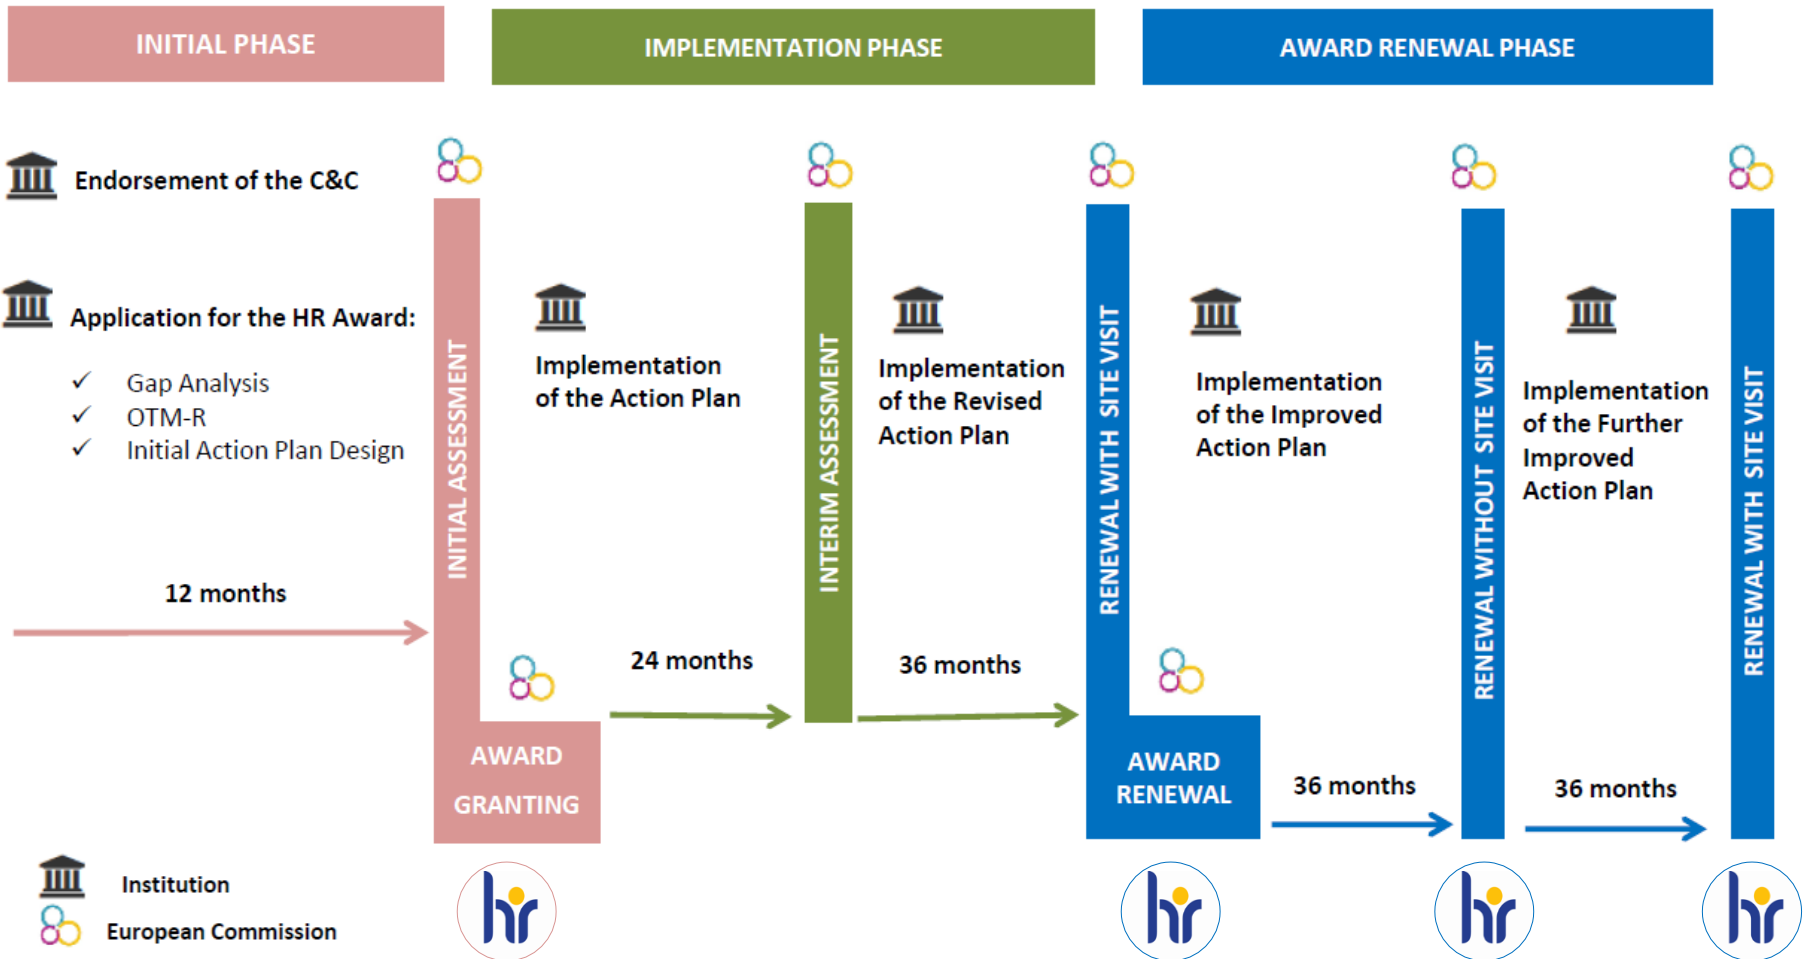 INITIAL PHASE
IMPLEMENTATION PHASE
AWARD RENEWAL PHASE
Endorsement of the C&C
Application for the HR Award:
✓ Gap Analysis
✓ OTM-R
✓ Initial Action Plan Design
12 months
INITIAL ASSESSMENT
AWARD
GRANTING
Implementation
of the Action Plan
24 months
INTERIM ASSESSMENT
Implementation
of the Revised
Action Plan
36 months
RENEWAL WITH SITE VISIT
AWARD
RENEWAL
Implementation
of the Improved
Action Plan
36 months
RENEWAL WITHOUT SITE VISIT
Implementation
of the Further
Improved
Action Plan
36 months
RENEWAL WITH SITE VISIT
Institution
European Commission
hr
hr
hr
hr